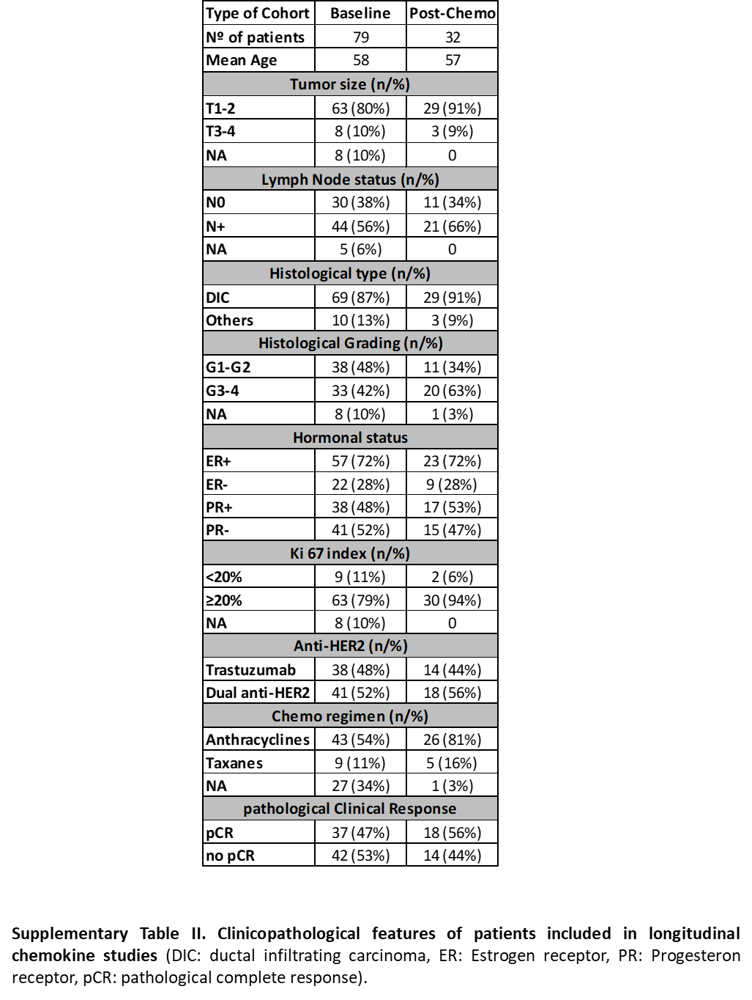 Type of Cohort Baseline Post-Chemo
Nº of patients 79 32
Mean Age 58 57
Tumor size (n/%)
T1-2 63 (80%) 29 (91%)
T3-4 8 (10%) 3 (9%)
NA 8 (10%) 0
Lymph Node status (n/%)
N0 30 (38%) 11 (34%)
N+ 44 (56%) 21 (66%)
NA 5 (6%) 0
Histological type (n/%)
DIC 69 (87%) 29 (91%)
Others 10 (13%) 3 (9%)
Histological Grading (n/%)
G1-G2 38 (48%) 11 (34%)
G3-4 33 (42%) 20 (63%)
NA 8 (10%) 1 (3%)
Hormonal status
ER+ 57 (72%) 23 (72%)
ER- 22 (28%) 9 (28%)
PR+ 38 (48%) 17 (53%)
PR- 41 (52%) 15 (47%)
Ki 67 index (n/%)
<20% 9 (11%) 2 (6%)
≥20% 63 (79%) 30 (94%)
NA 8 (10%) 0
Anti-HER2 (n/%)
Trastuzumab 38 (48%) 14 (44%)
Dual anti-HER2 41 (52%) 18 (56%)
Chemo regimen (n/%)
Anthracyclines 43 (54%) 26 (81%)
Taxanes 9 (11%) 5 (16%)
NA 27 (34%) 1 (3%)
pathological Clinical Response
pCR 37 (47%) 18 (56%)
no pCR 42 (53%) 14 (44%)
Supplementary Table II. Clinicopathological features of patients included in longitudinal
chemokine studies (DIC: ductal infiltrating carcinoma, ER: Estrogen receptor, PR: Progesteron
receptor, pCR: pathological complete response).